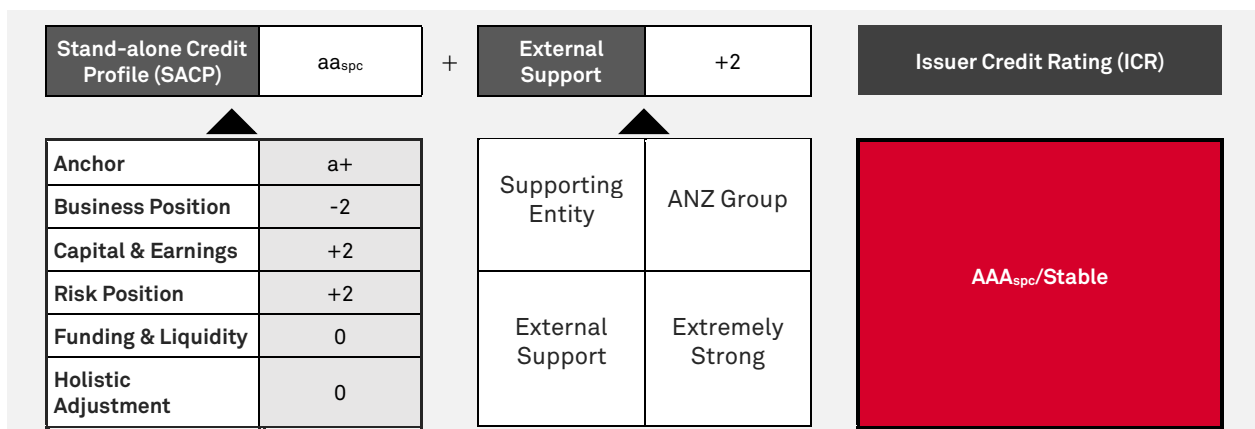 Stand-alone Credit
Profile (SACP)
aaspc
+
External
Support
+2
Issuer Credit Rating (ICR)
Anchor
a+
Business Position
-2
Capital & Earnings
+2
Risk Position
+2
Funding & Liquidity
0
Holistic
Adjustment
0
Supporting
Entity
ANZ Group
External
Support
Extremely
Strong
AAAspc/Stable